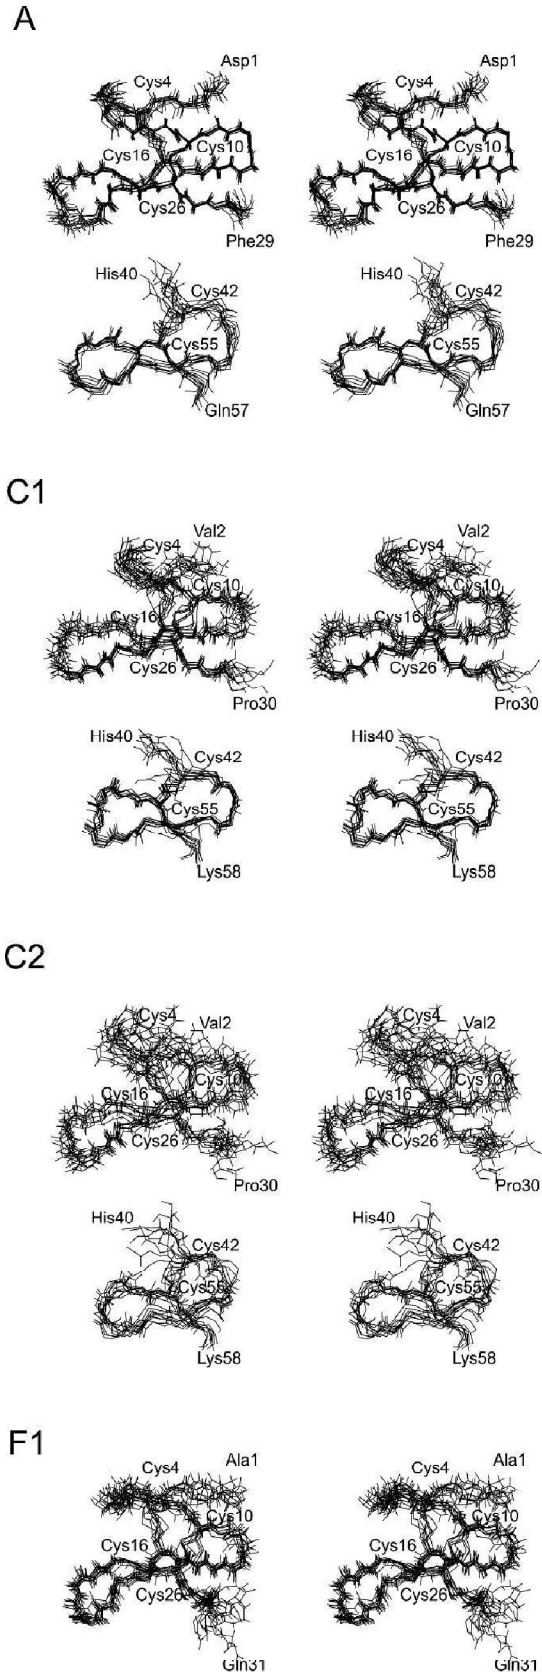 A
Asp1 Asp1
Cys4 Cys4
Cys16 Cys10 Cys16 Cys10
Cys26 Cys26
Phe29 Phe29
His40 His40
Cys42 Cys42
Cys55 Cys55
Gln57 Gln57
C1
Cys4 Val2 Cys4 Val2
Cys10 Cys10
Cys16 Cys16
Cys26 Cys26
Pro30 Pro30
His40 His40
Cys42 Cys42
Cys55 Cys55
Lys58 Lys58
C2
Cys4 Val2 Cys4 Val2
Cys16 Cys10 Cys16 Cys10
Cys26 Cys26
Pro30 Pro30
His40 His40
Cys42 Cys42
Cys55 Cys55
Lys58 Lys58
F1
Cys4 Ala1 Cys4 Ala1
Cys10 Cys10
Cys16 Cys16
Cys26 Cys26
Gln31 Gln31